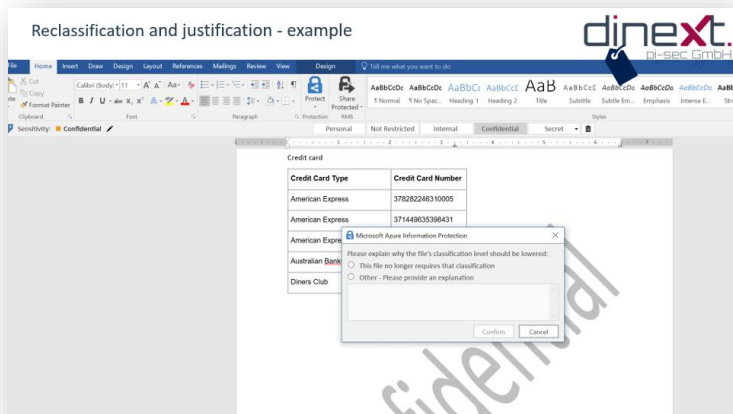 Reclassification and justification - example
dinext.
pi-sec GmbH
File Home Insert Draw Design Layout References Mailings Review View Design Tell me what you want to do
Cut
Copy
Format Painter
Clipboard
Calibri (Body) 11
Font
Paragraph
Protect
Protection
Share Protected
RMS
AaBbCcDc AaBbCcDc AaBbCc AaBbCcC AaB AaBbCcC AaBbCcDc AaBbCcDc AaBbCcDc
¶ Normal ¶ No Spac... Heading 1 Heading 2 Title Subtitle Subtle Em... Emphasis Intense E...
Styles
Sensitivity: Confidential
Personal Not Restricted Internal Confidential Secret
Credit card
Credit Card Type Credit Card Number
American Express 378282246310005
American Express 371449635398431
American Expre
Australian Bank
Diners Club
Microsoft Azure Information Protection
Please explain why the file's classification level should be lowered:
This file no longer requires that classification
Other - Please provide an explanation
Confirm Cancel
fidential